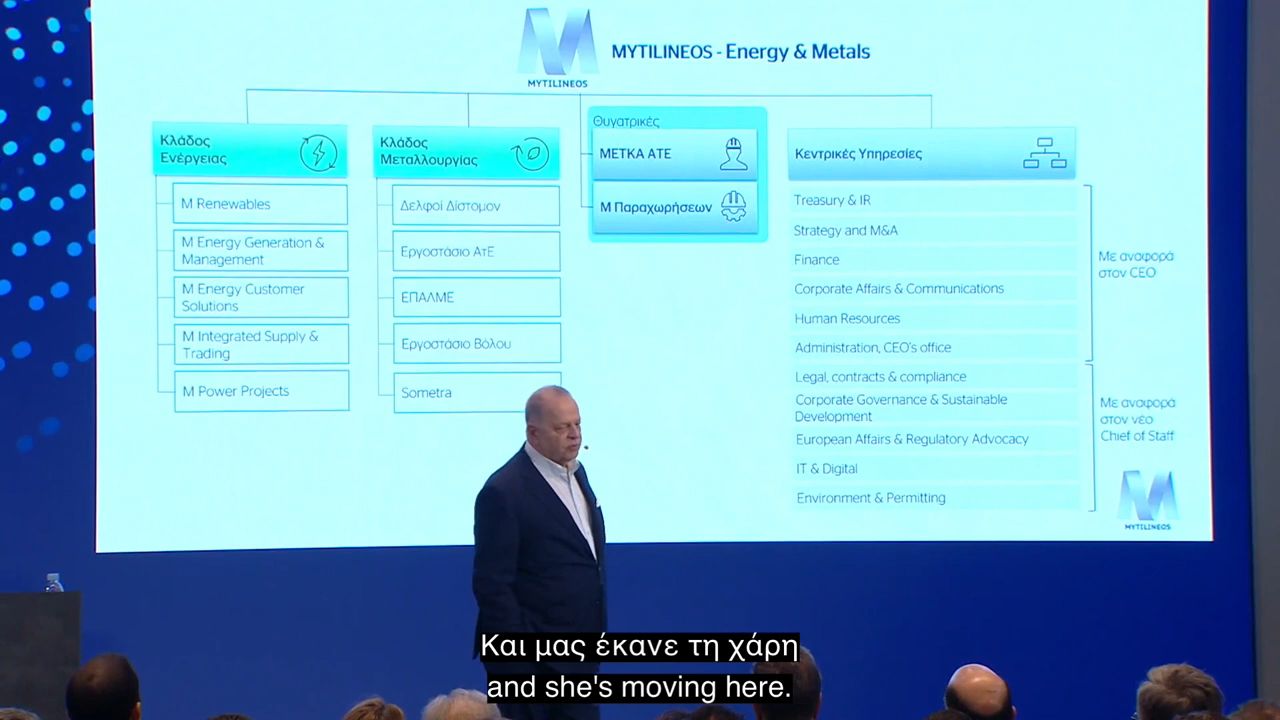 MYTILINEOS
MYTILINEOS - Energy & Metals
Κλάδος
Ενέργειας
M Renewables
M Energy Generation &
Management
M Energy Customer
Solutions
M Integrated Supply &
Trading
M Power Projects
Κλάδος
Μεταλλουργίας
Δελφοί Δίστομον
Εργοστάσιο ΑτΕ
ΕΠΑΛΜΕ
Εργοστάσιο Βόλου
Sometra
Θυγατρικές
ΜΕΤΚΑ ΑΤΕ
Μ Παραχωρήσεων
Κεντρικές Υπηρεσίες
Treasury & IR
Strategy and M&A
Finance
Corporate Affairs & Communications
Human Resources
Administration, CEO's office
Legal, contracts & compliance
Corporate Governance & Sustainable
Development
European Affairs & Regulatory Advocacy
IT & Digital
Environment & Permitting
Με αναφορά
στον CEO
Με αναφορά
στον νέο
Chief of Staff
MYTILINEOS
Και μας έκανε τη χάρη
and she's moving here.